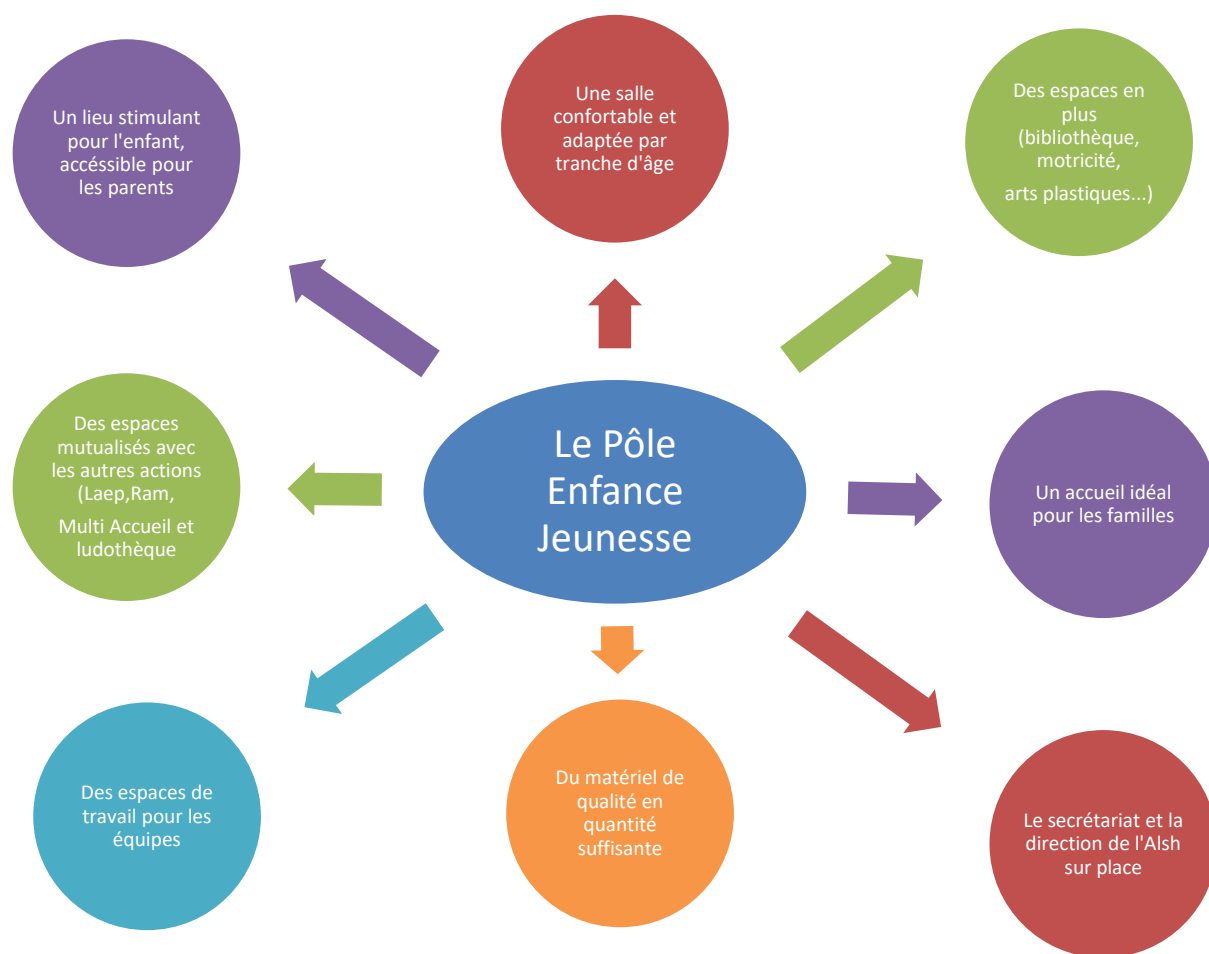 Un lieu stimulant
pour l'enfant,
accéssible pour
les parents
Une salle
confortable et
adaptée par
tranche d'âge
Des espaces en
plus
(bibliothèque,
motricité,
arts plastiques...)
Des espaces
mutualisés avec
les autres actions
(Laep,Ram,
Multi Accueil et
ludothèque
Le Pôle
Enfance
Jeunesse
Un accueil idéal
pour les familles
Des espaces de
travail pour les
équipes
Du matériel de
qualité en
quantité
suffisante
Le secrétariat et la
direction de l'Alsh
sur place